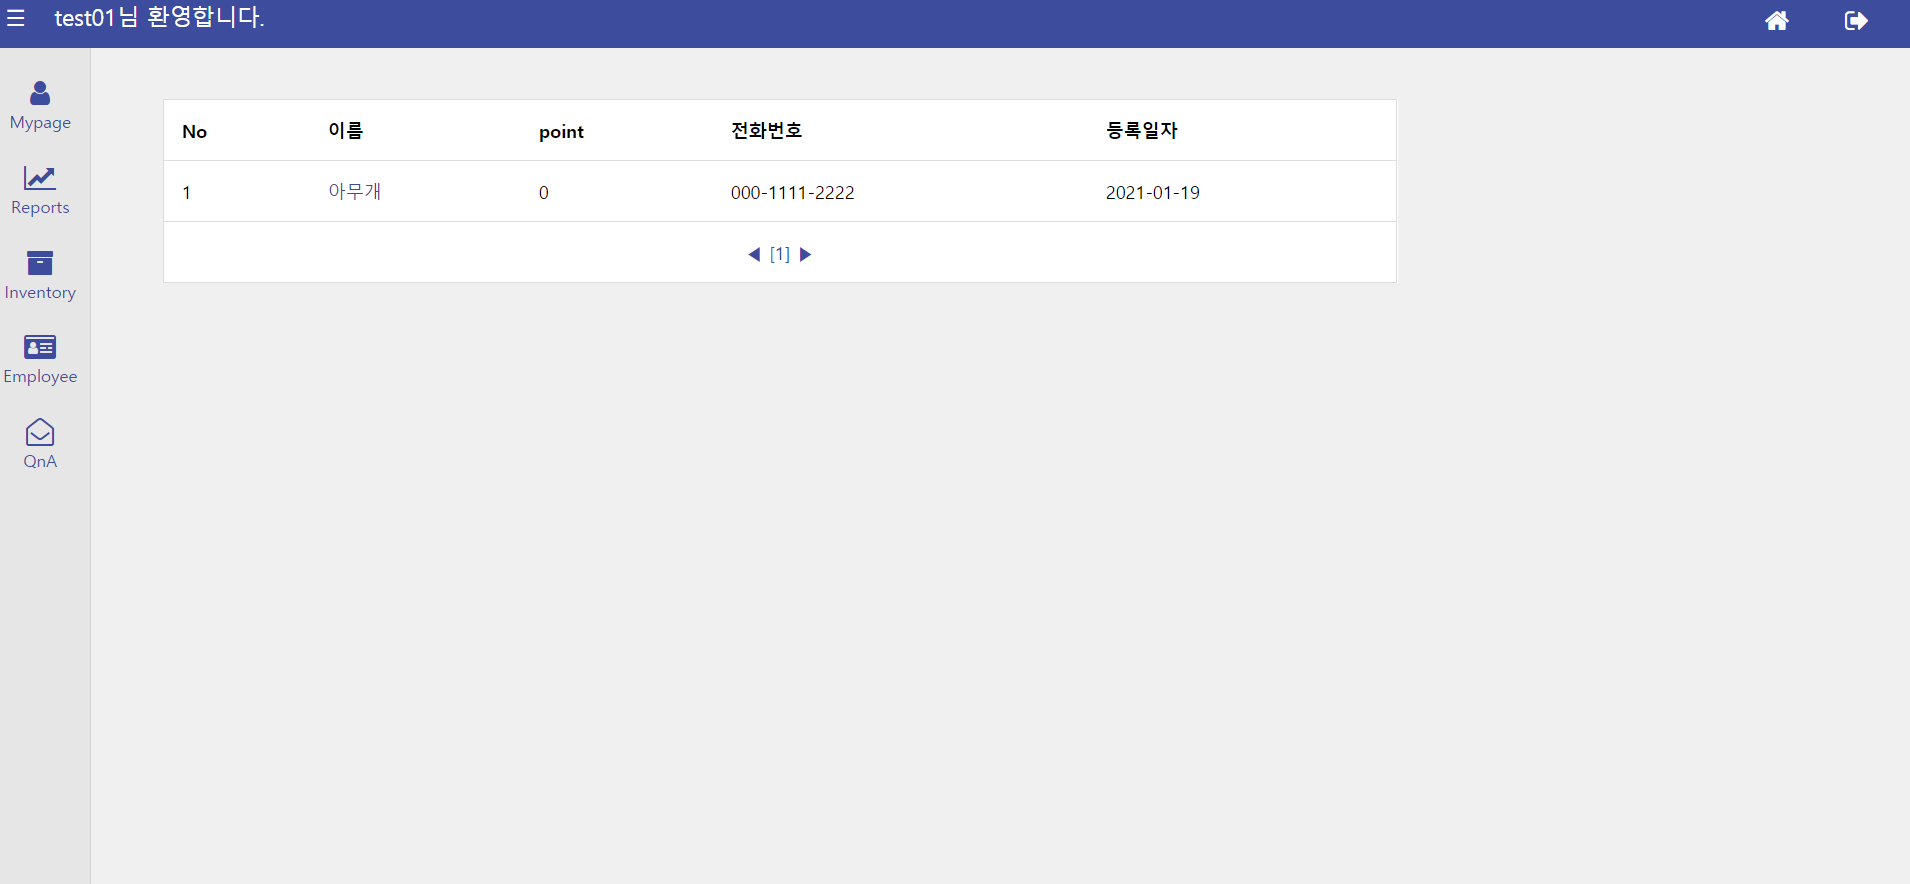 ☰ test01님 환영합니다.
Mypage
Reports
Inventory
Employee
QnA
No 이름 point 전화번호 등록일자
1 아무개 0 000-1111-2222 2021-01-19
◀ [1] ▶